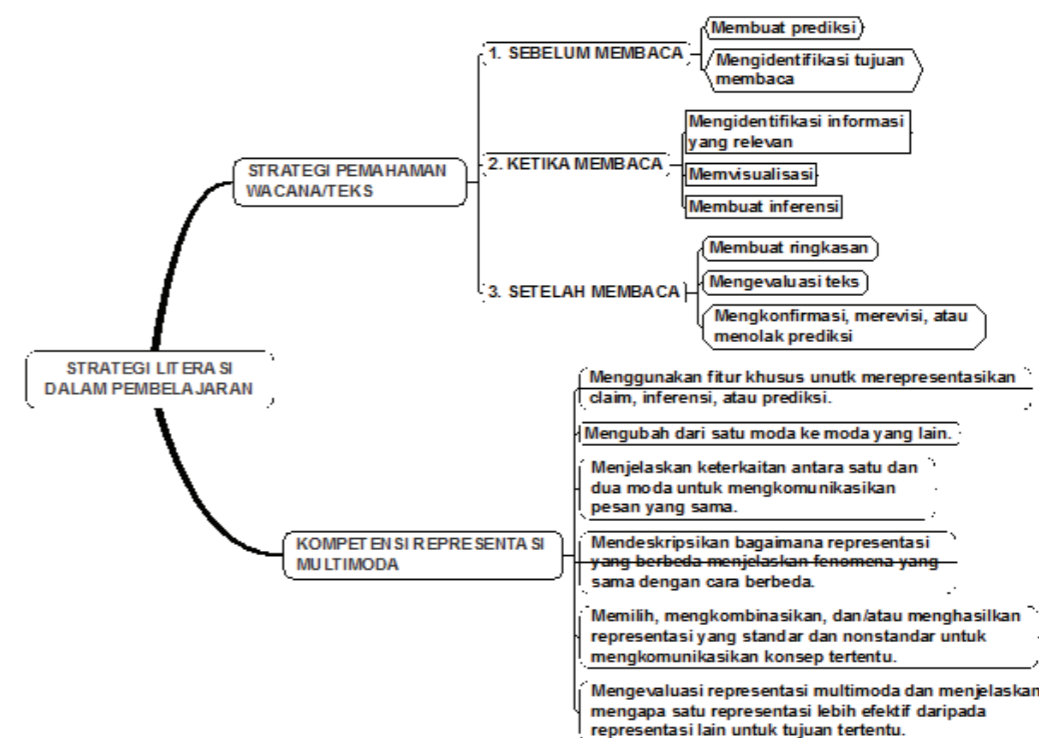 STRATEGI LITERASI
DALAM PEMBELAJARAN
STRATEGI PEMAHAMAN
WACANA/TEKS
1. SEBELUM MEMBACA
Membuat prediksi
Mengidentifikasi tujuan
membaca
2. KETIKA MEMBACA
Mengidentifikasi informasi
yang relevan
Memvisualisasi
Membuat inferensi
3. SETELAH MEMBACA
Membuat ringkasan
Mengevaluasi teks
Mengkonfirmasi, merevisi, atau
menolak prediksi
KOMPETENSI REPRESENTASI
MULTIMODA
Menggunakan fitur khusus unutk merepresentasikan
claim, inferensi, atau prediksi.
Mengubah dari satu moda ke moda yang lain.
Menjelaskan keterkaitan antara satu dan
dua moda untuk mengkomunikasikan
pesan yang sama.
Mendeskripsikan bagaimana representasi
yang berbeda menjelaskan fenomena yang
sama dengan cara berbeda.
Memilih, mengkombinasikan, dan/atau menghasilkan
representasi yang standar dan nonstandar untuk
mengkomunikasikan konsep tertentu.
Mengevaluasi representasi multimoda dan menjelaskan
mengapa satu representasi lebih efektif daripada
representasi lain untuk tujuan tertentu.